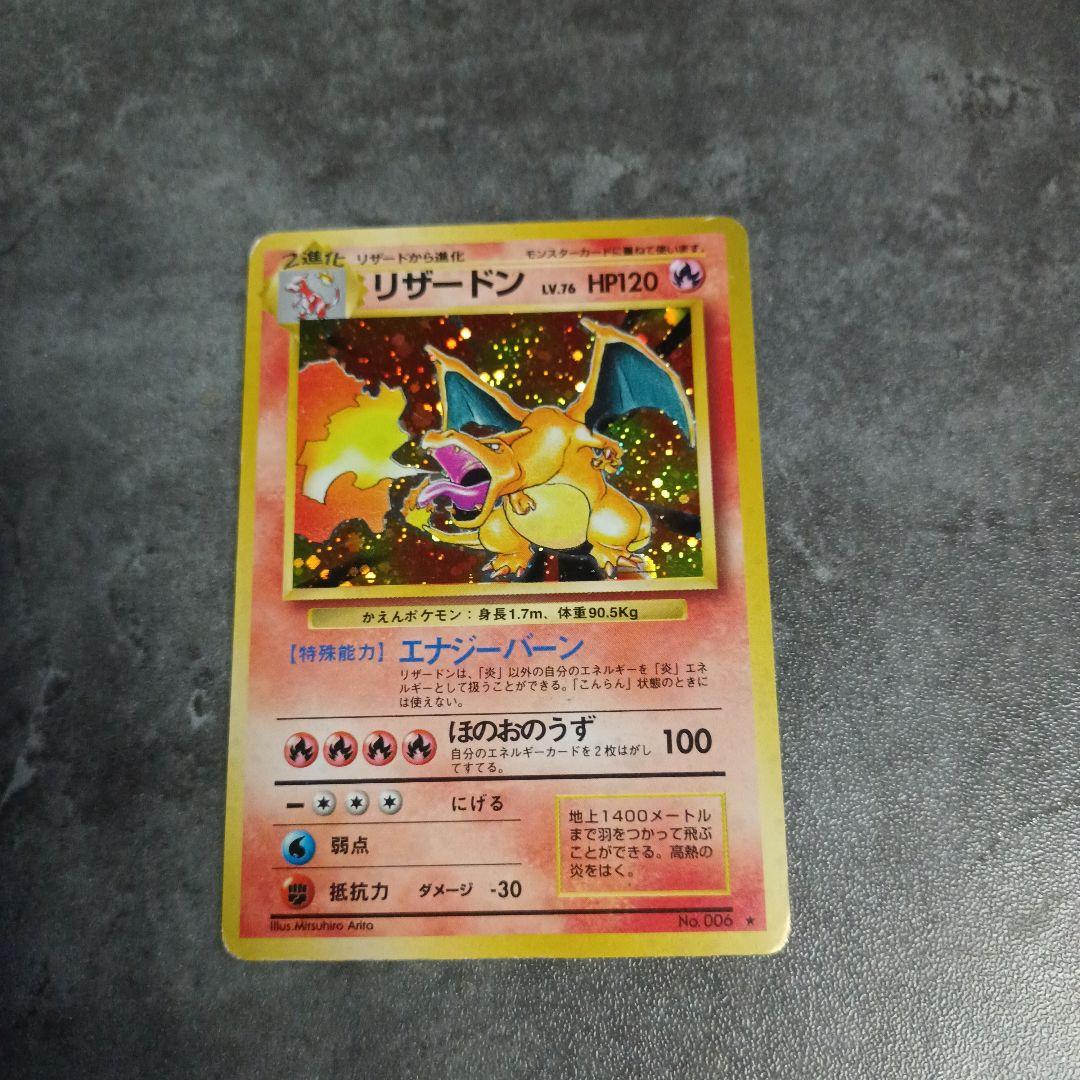 2進化 リザードから進化 モンスターカードに重ねて使います。
リザードン LV.76 HP120
かえんポケモン：身長1.7m、体重90.5Kg
【特殊能力】エナジーバーン
リザードンは、「炎」以外の自分のエネルギーを「炎」エネ
ルギーとして扱うことができる。「こんらん」状態のときに
は使えない。
ほのおのうず 100
自分のエネルギーカードを2枚はがし
てすてる。
にげる
弱点
抵抗力 ダメージ -30
地上1400メートル
まで羽をつかって飛ぶ
ことができる。高熱の
炎をはく。
Illus.Mitsuhiro Arita
No.006 ★